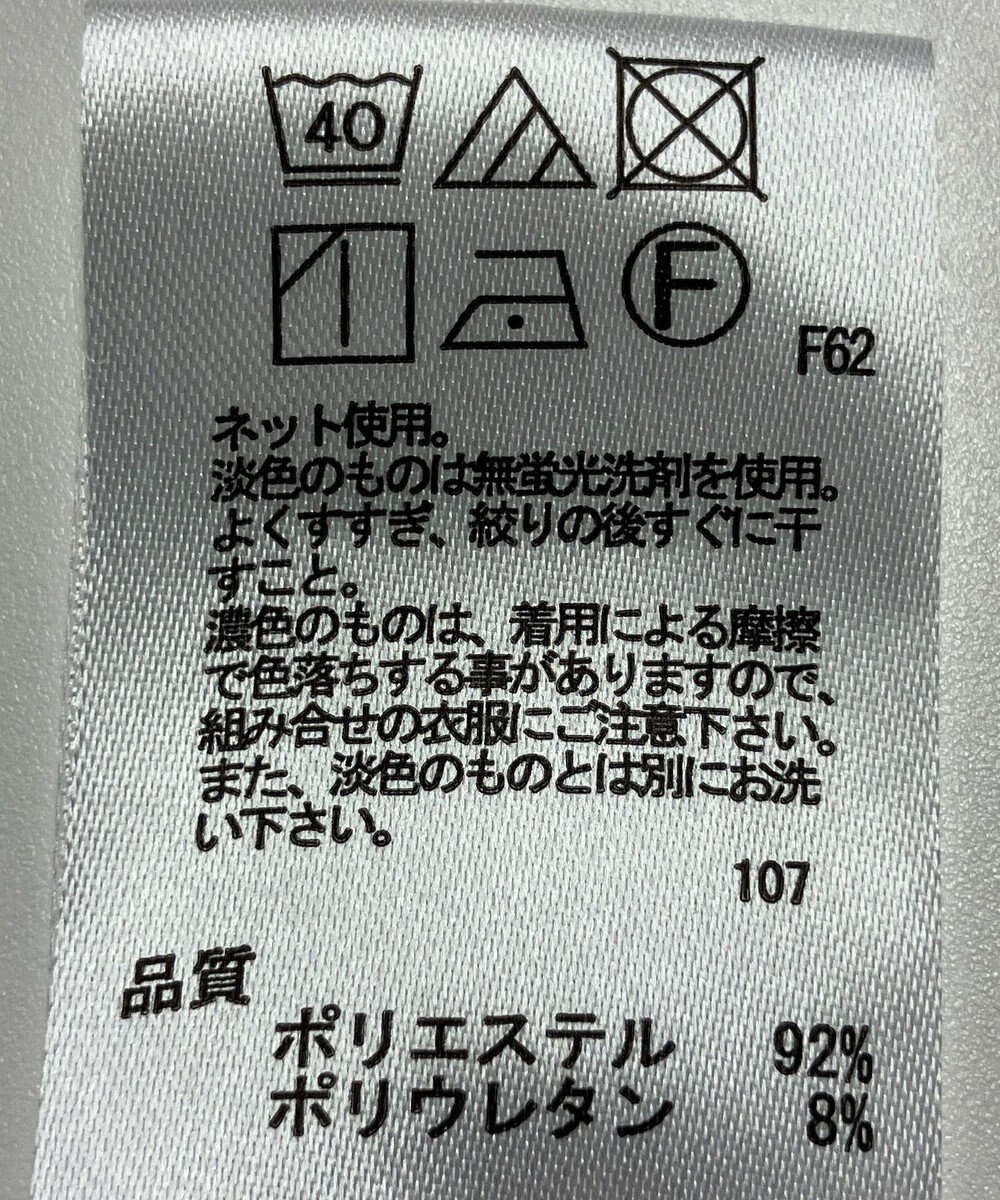 40
F
F62
ネット使用。
淡色のものは無蛍光洗剤を使用。
よくすすぎ、絞りの後すぐに干
すこと。
濃色のものは、着用による摩擦
で色落ちする事がありますので、
組み合せの衣服にご注意下さい。
また、淡色のものとは別にお洗
い下さい。
107
品質
ポリエステル 92%
ポリウレタン 8%